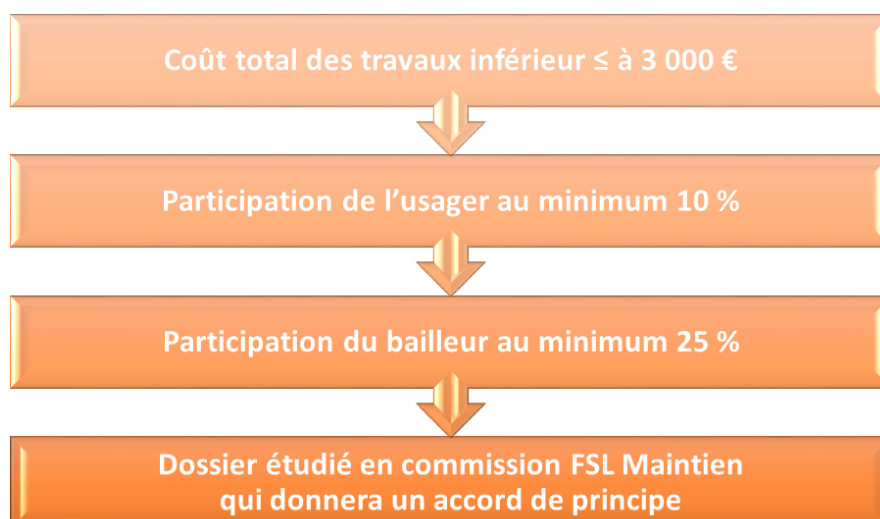 Coût total des travaux inférieur ≤ à 3 000 €
Participation de l’usager au minimum 10 %
Participation du bailleur au minimum 25 %
Dossier étudié en commission FSL Maintien
qui donnera un accord de principe